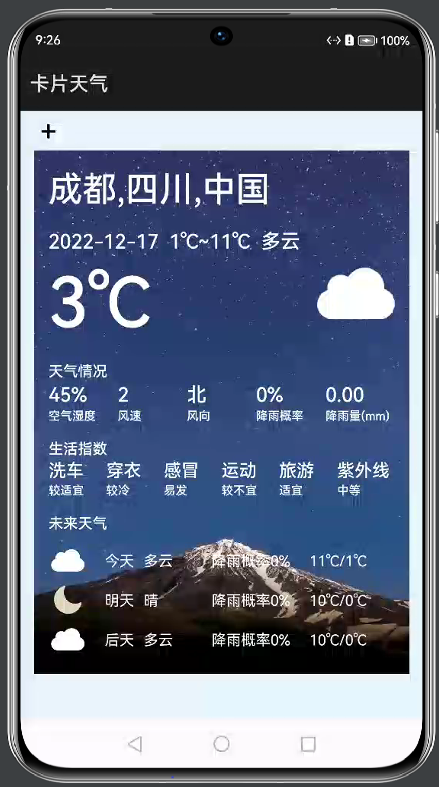 9:26 100%
卡片天气
+
成都,四川,中国
2022-12-17 1℃~11℃ 多云
3℃
天气情况
45% 2 北 0% 0.00
空气湿度 风速 风向 降雨概率 降雨量(mm)
生活指数
洗车 穿衣 感冒 运动 旅游 紫外线
较适宜 较冷 易发 较不宜 适宜 中等
未来天气
今天 多云 降雨概率0% 11℃/1℃
明天 晴 降雨概率0% 10℃/0℃
后天 多云 降雨概率0% 10℃/0℃